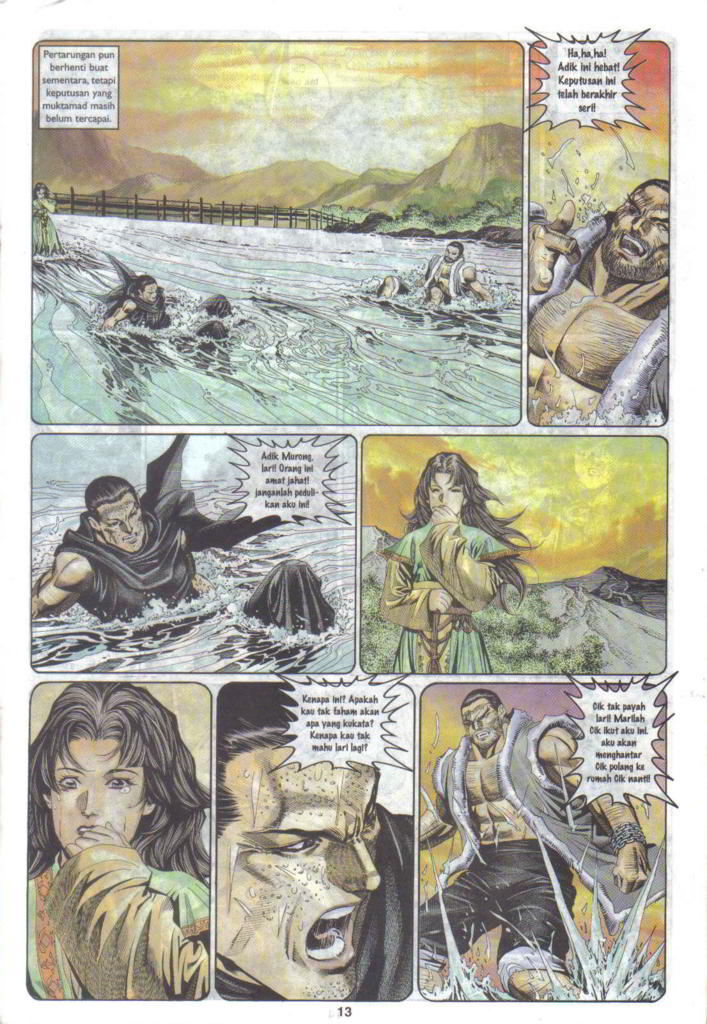 Pertarungan pun
berhenti buat
sementara, tetapi
keputusan yang
muktamad masih
belum tercapai.
Ha,ha,ha!
Adik ini hebat!
Keputusan ini
telah berakhir
seri!
Adik Murong,
lari! Orang ini
amat jahat!
janganlah peduli-
kan aku ini!
Kenapa ini? Apakah
kau tak faham akan
apa yang kukata?
Kenapa kau tak
mahu lari lagi?
Cik tak payah
lari! Marilah
Cik ikut aku ini.
aku akan
menghantar
Cik pulang ke
rumah Cik nanti!
13